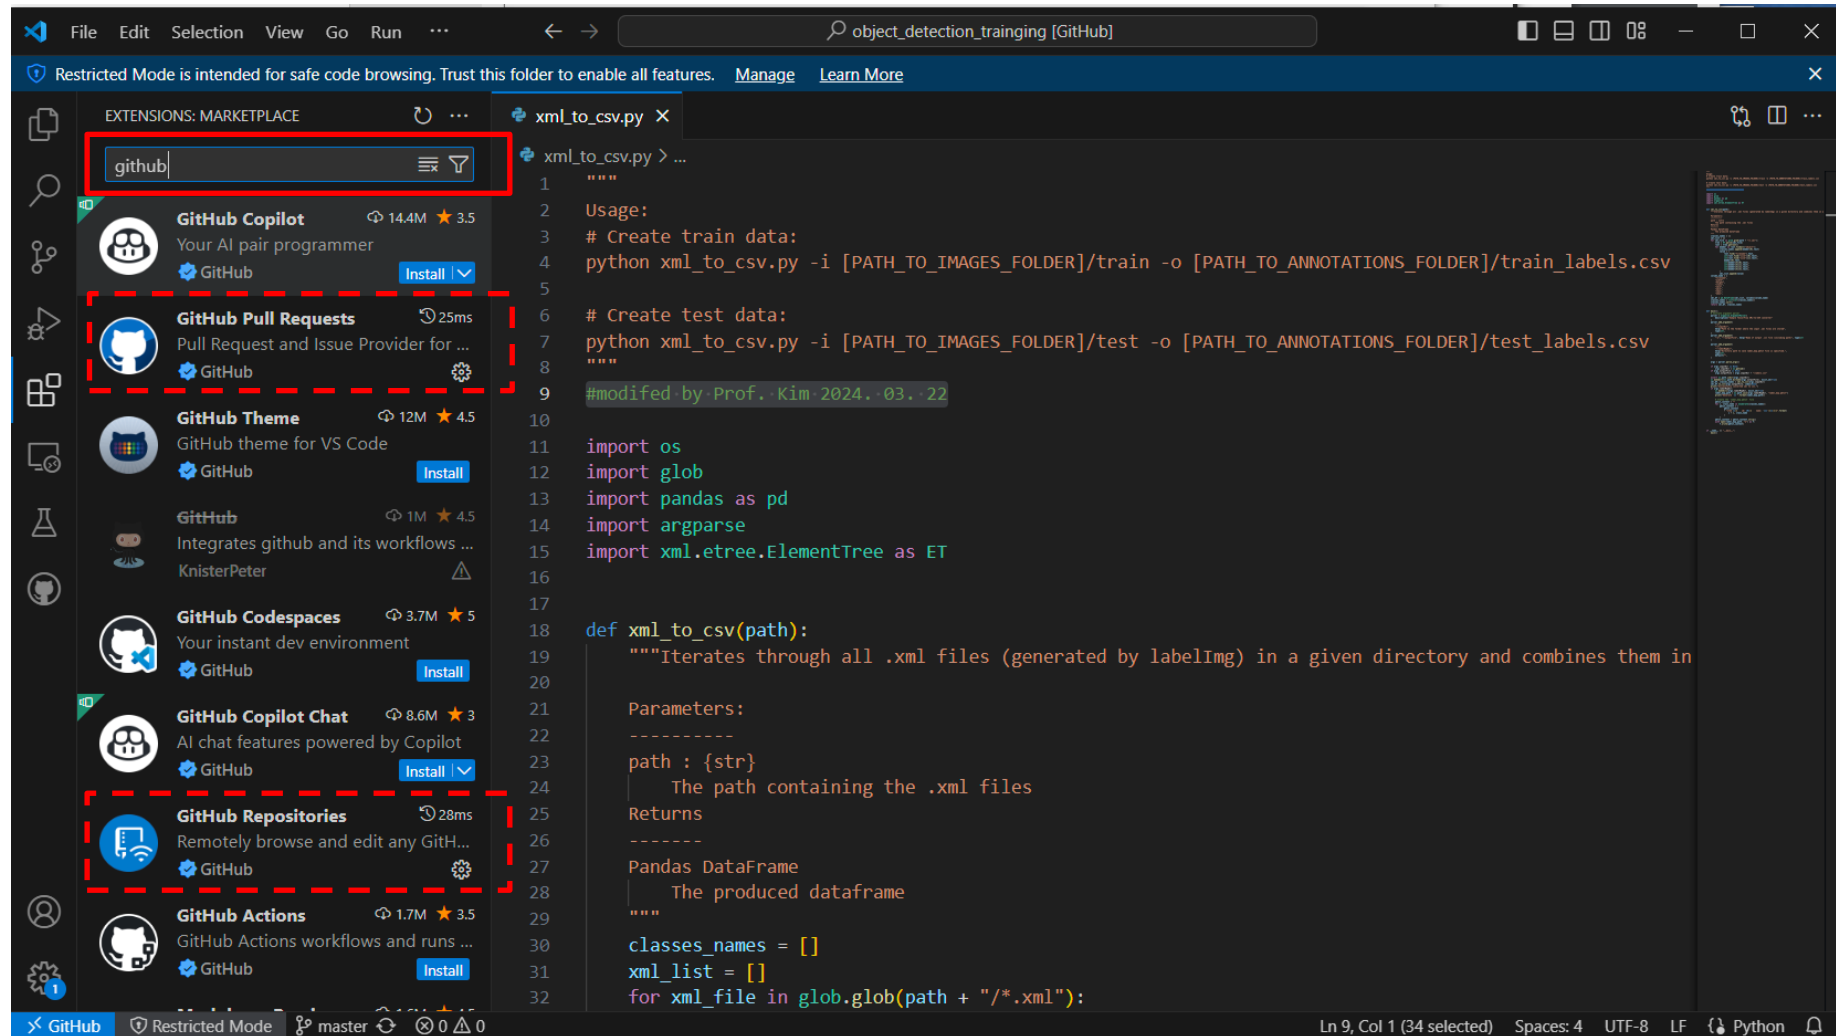 File Edit Selection View Go Run ··· object_detection_trainging [GitHub]
Restricted Mode is intended for safe code browsing. Trust this folder to enable all features. Manage Learn More
EXTENSIONS: MARKETPLACE
github
GitHub Copilot 14.4M 3.5
Your AI pair programmer
GitHub Install
GitHub Pull Requests 25ms
Pull Request and Issue Provider for ...
GitHub
GitHub Theme 12M 4.5
GitHub theme for VS Code
GitHub Install
GitHub 1M 4.5
Integrates github and its workflows ...
KnisterPeter
GitHub Codespaces 3.7M 5
Your instant dev environment
GitHub Install
GitHub Copilot Chat 8.6M 3
AI chat features powered by Copilot
GitHub Install
GitHub Repositories 28ms
Remotely browse and edit any GitH...
GitHub
GitHub Actions 1.7M 3.5
GitHub Actions workflows and runs ...
GitHub Install
1
xml_to_csv.py
xml_to_csv.py > ...
1 """
2 Usage:
3 # Create train data:
4 python xml_to_csv.py -i [PATH_TO_IMAGES_FOLDER]/train -o [PATH_TO_ANNOTATIONS_FOLDER]/train_labels.csv
5
6 # Create test data:
7 python xml_to_csv.py -i [PATH_TO_IMAGES_FOLDER]/test -o [PATH_TO_ANNOTATIONS_FOLDER]/test_labels.csv
8 """
9 #modifed by Prof. Kim 2024. 03. 22
10
11 import os
12 import glob
13 import pandas as pd
14 import argparse
15 import xml.etree.ElementTree as ET
16
17
18 def xml_to_csv(path):
19 """Iterates through all .xml files (generated by labelImg) in a given directory and combines them in
20
21 Parameters:
22 ----------
23 path : {str}
24 The path containing the .xml files
25 Returns
26 -------
27 Pandas DataFrame
28 The produced dataframe
29 """
30 classes_names = []
31 xml_list = []
32 for xml_file in glob.glob(path + "/*.xml"):
GitHub Restricted Mode master 0 0 Ln 9, Col 1 (34 selected) Spaces: 4 UTF-8 LF Python